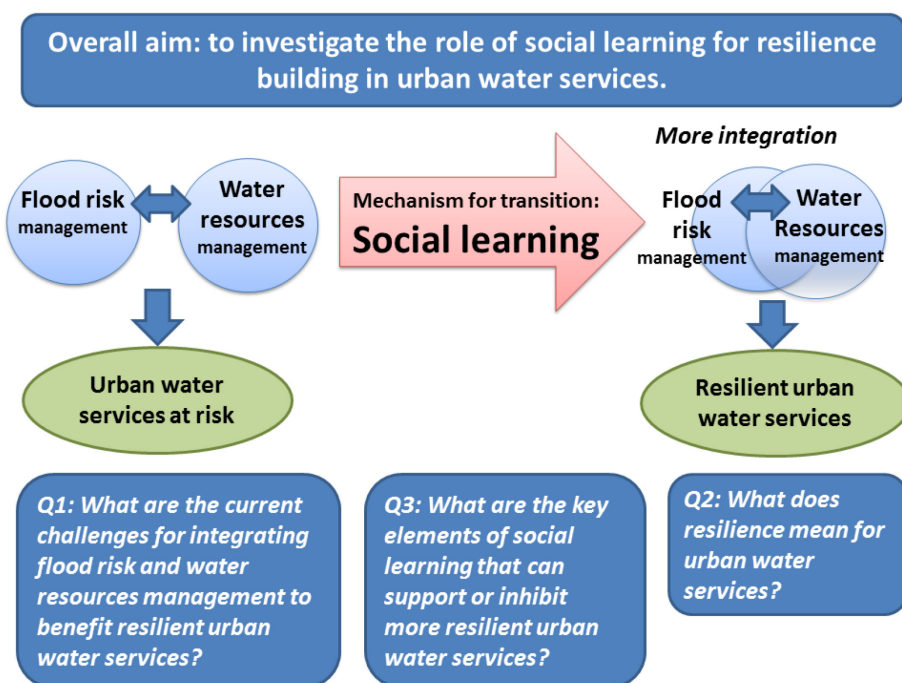 Overall aim: to investigate the role of social learning for resilience
building in urban water services.
Flood risk
management
Water
resources
management
Mechanism for transition:
Social learning
More integration
Flood
risk
management
Water
Resources
management
Urban water
services at risk
Resilient urban
water services
Q1: What are the current
challenges for integrating
flood risk and water
resources management to
benefit resilient urban
water services?
Q3: What are the key
elements of social
learning that can
support or inhibit
more resilient urban
water services?
Q2: What does
resilience mean for
urban water
services?